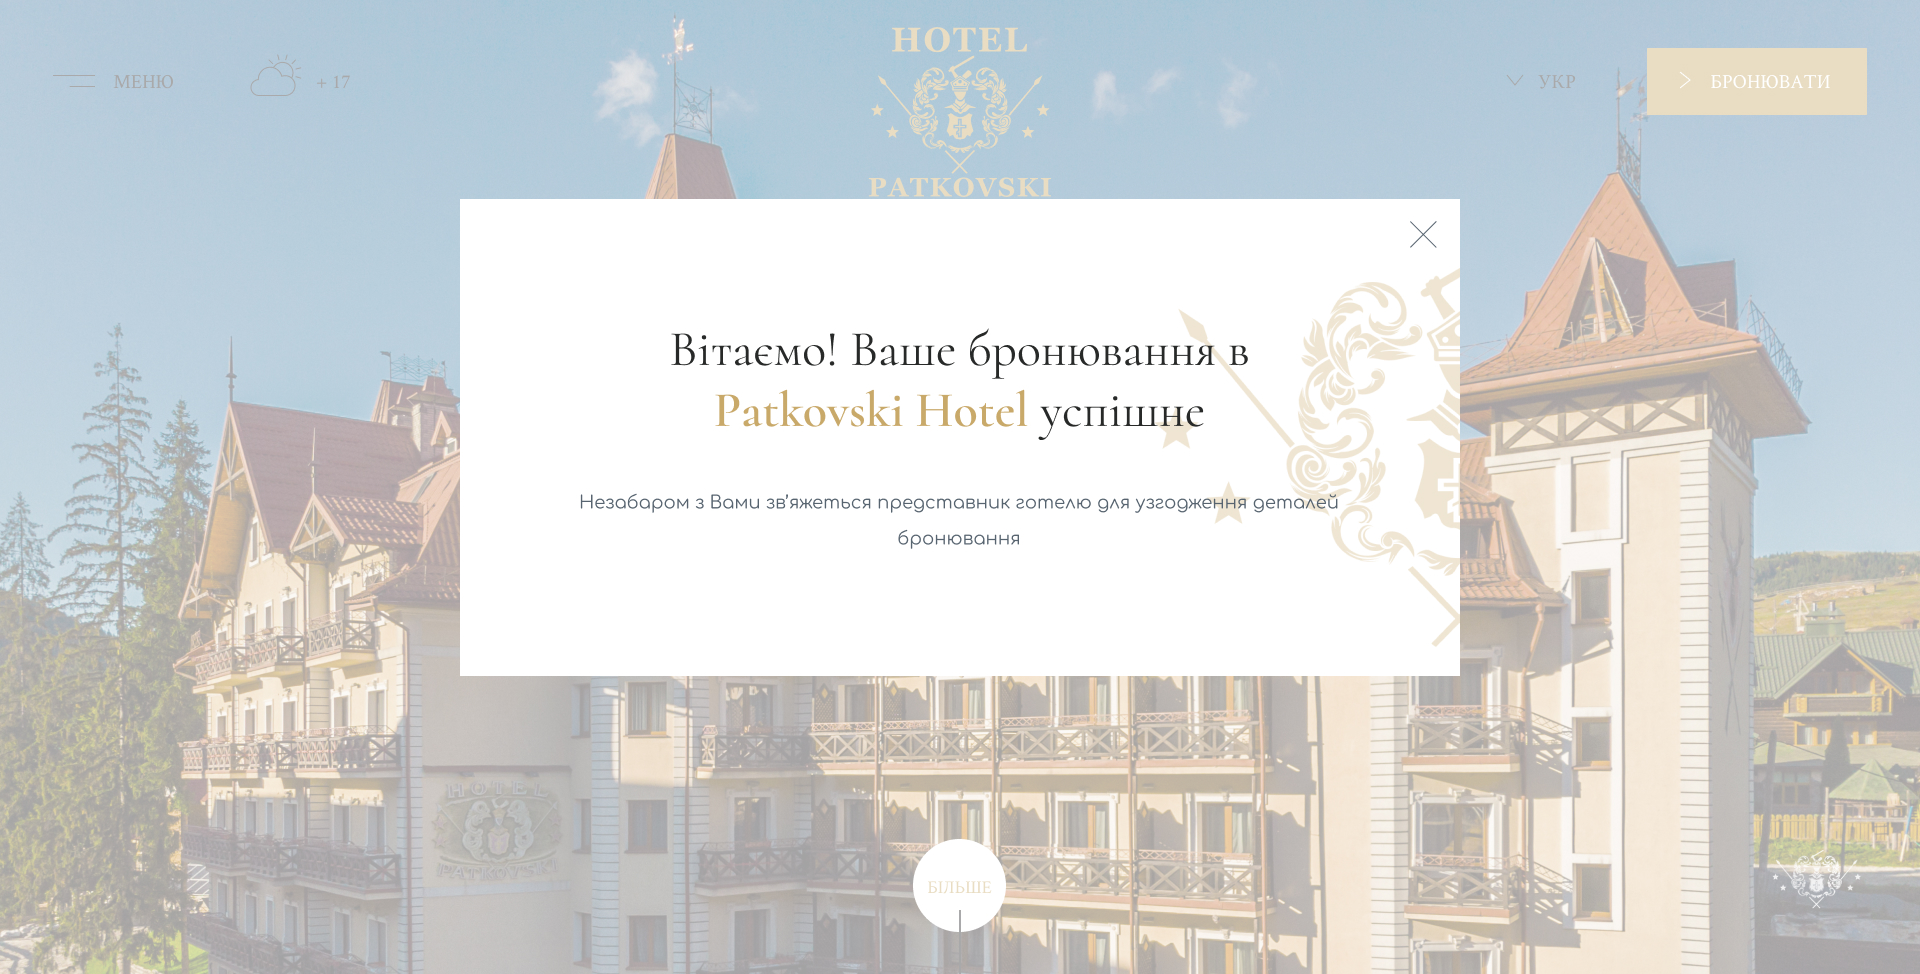 HOTEL
МЕНЮ
+ 17
УКР
БРОНЮВАТИ
PATKOVSKI
Вітаємо! Ваше бронювання в
Patkovski Hotel успішне
Незабаром з Вами зв’яжеться представник готелю для узгодження деталей
бронювання
HOTEL
PATKOVSKI
БІЛЬШЕ